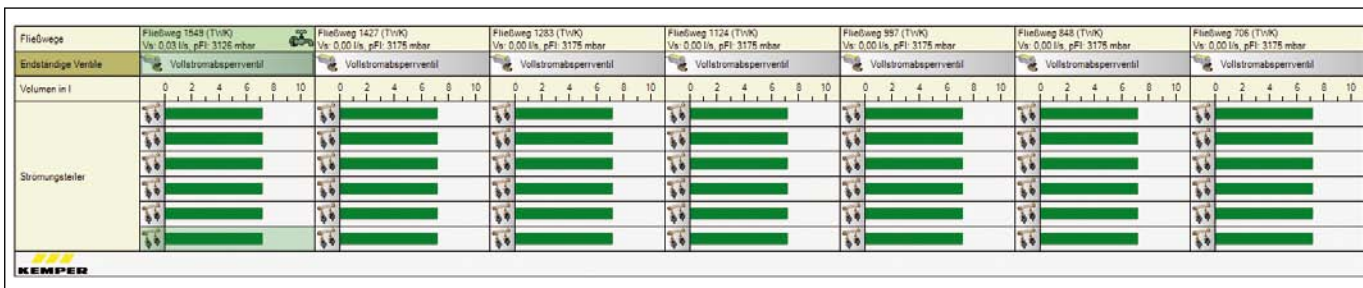 Fließwege
Fließweg 1549 (TWK)
Vs: 0,03 l/s, pFl: 3126 mbar
Fließweg 1427 (TWK)
Vs: 0,00 l/s, pFl: 3175 mbar
Fließweg 1283 (TWK)
Vs: 0,00 l/s, pFl: 3175 mbar
Fließweg 1124 (TWK)
Vs: 0,00 l/s, pFl: 3175 mbar
Fließweg 997 (TWK)
Vs: 0,00 l/s, pFl: 3175 mbar
Fließweg 848 (TWK)
Vs: 0,00 l/s, pFl: 3175 mbar
Fließweg 706 (TWK)
Vs: 0,00 l/s, pFl: 3175 mbar
Endständige Ventile
Vollstromabsperrventil
Vollstromabsperrventil
Vollstromabsperrventil
Vollstromabsperrventil
Vollstromabsperrventil
Vollstromabsperrventil
Vollstromabsperrventil
Volumen in l
0 2 4 6 8 10
0 2 4 6 8 10
0 2 4 6 8 10
0 2 4 6 8 10
0 2 4 6 8 10
0 2 4 6 8 10
0 2 4 6 8 10
Strömungsteiler
KEMPER